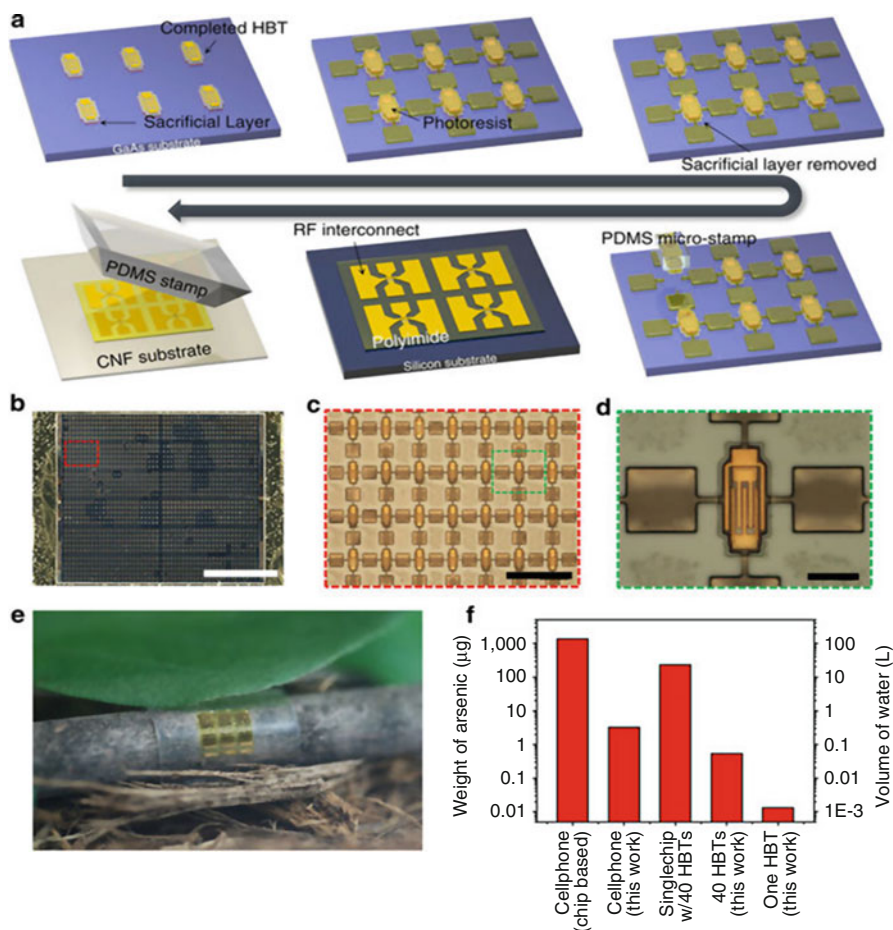 a
Completed HBT
Sacrificial Layer
GaAs substrate
Photoresist
Sacrificial layer removed
PDMS stamp
CNF substrate
RF interconnect
Polyimide
Silicon substrate
PDMS micro-stamp
b
c
d
e
f
Weight of arsenic (µg)
1,000
100
10
1
0.1
0.01
100
10
1
0.1
0.01
1E-3
Volume of water (L)
Cellphone
(chip based)
Cellphone
(this work)
Singlechip
w/40 HBTs
40 HBTs
(this work)
One HBT
(this work)